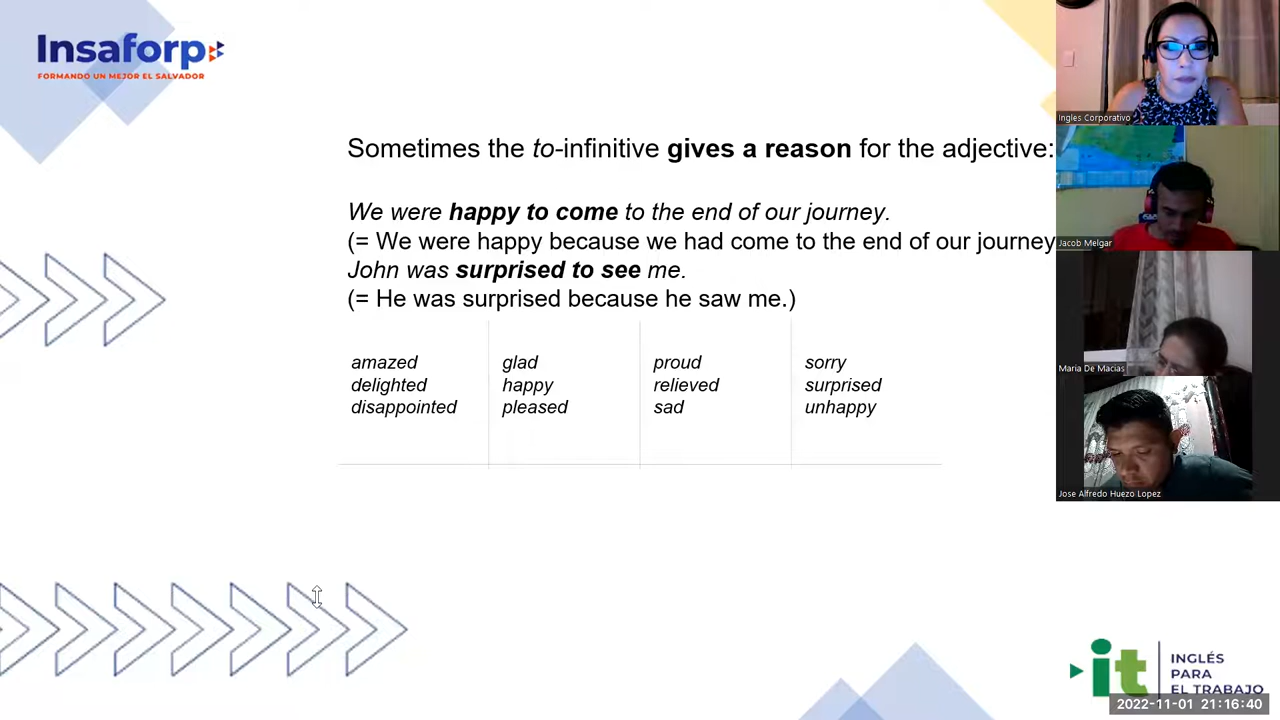 Insaforp
FORMANDO UN MEJOR EL SALVADOR
Sometimes the to-infinitive gives a reason for the adjective:
We were happy to come to the end of our journey.
(= We were happy because we had come to the end of our journey
John was surprised to see me.
(= He was surprised because he saw me.)
amazed glad proud sorry
delighted happy relieved surprised
disappointed pleased sad unhappy
Ingles Corporativo
Jacob Melgar
Maria De Macias
Jose Alfredo Huezo Lopez
it
INGLÉS
PARA
EL TRABAJO
2022-11-01 21:16:40